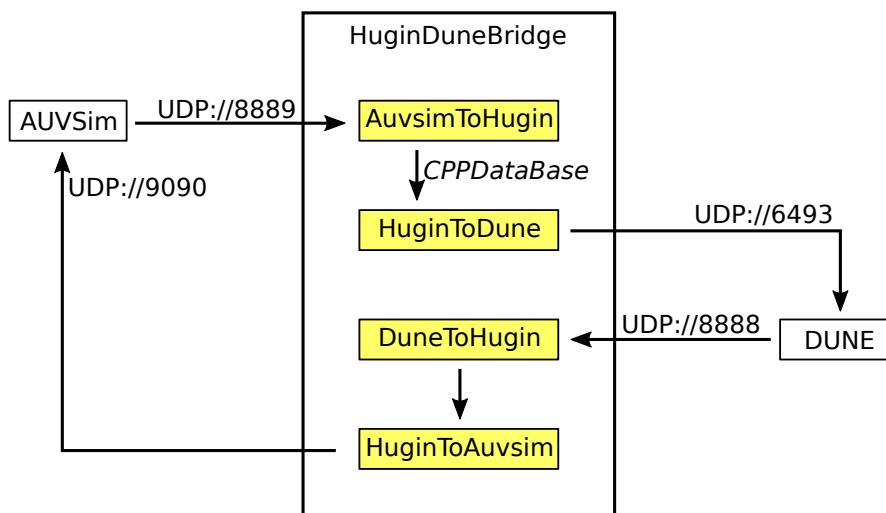 HuginDuneBridge
AUVSim
UDP://8889
AuvsimToHugin
CPPDataBase
UDP://9090
HuginToDune
UDP://6493
DuneToHugin
UDP://8888
DUNE
HuginToAuvsim